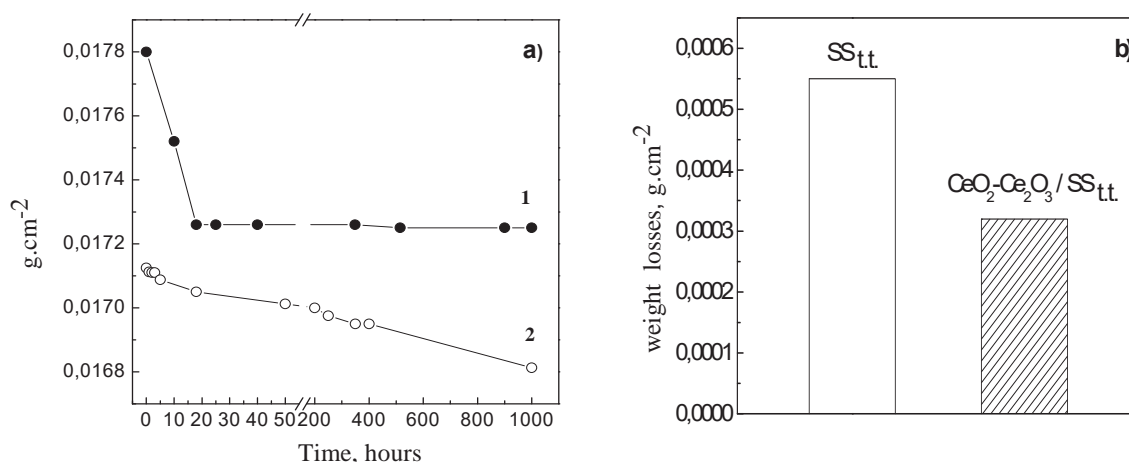 a)
0,0178
0,0176
0,0174
0,0172
0,0170
0,0168
g.cm-2
1
2
0 10 20 30 40 50 200 400 600 800 1000
Time, hours
b)
0,0006
0,0005
0,0004
0,0003
0,0002
0,0001
0,0000
weight losses, g.cm-2
SSt.t.
CeO2-Ce2O3 / SSt.t.